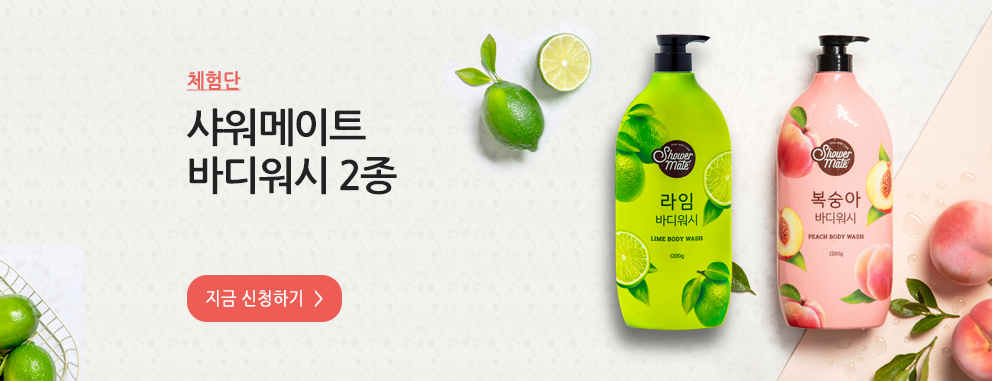 체험단
샤워메이트
바디워시 2종
지금 신청하기 >
Shower
Mate
라임
바디워시
LIME BODY WASH
1200g
Shower
Mate
복숭아
바디워시
PEACH BODY WASH
1200g